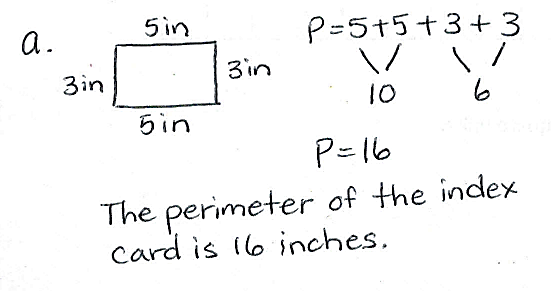 a.
5in
3in
3in
5in
P=5+5+3+3
10 6
P=16
The perimeter of the index
card is 16 inches.